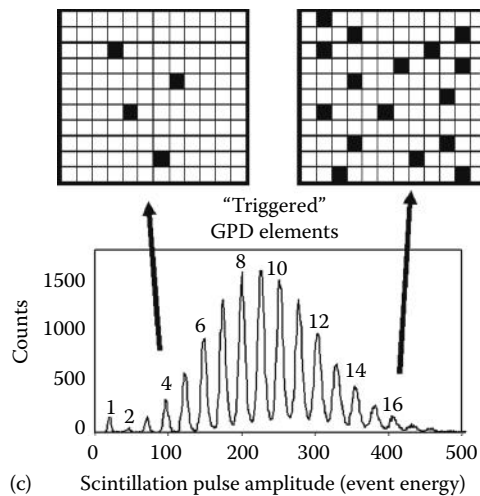 “Triggered”
GPD elements
Counts
1500
1000
500
0
1
2
4
6
8
10
12
14
16
0 100 200 300 400 500
(c) Scintillation pulse amplitude (event energy)